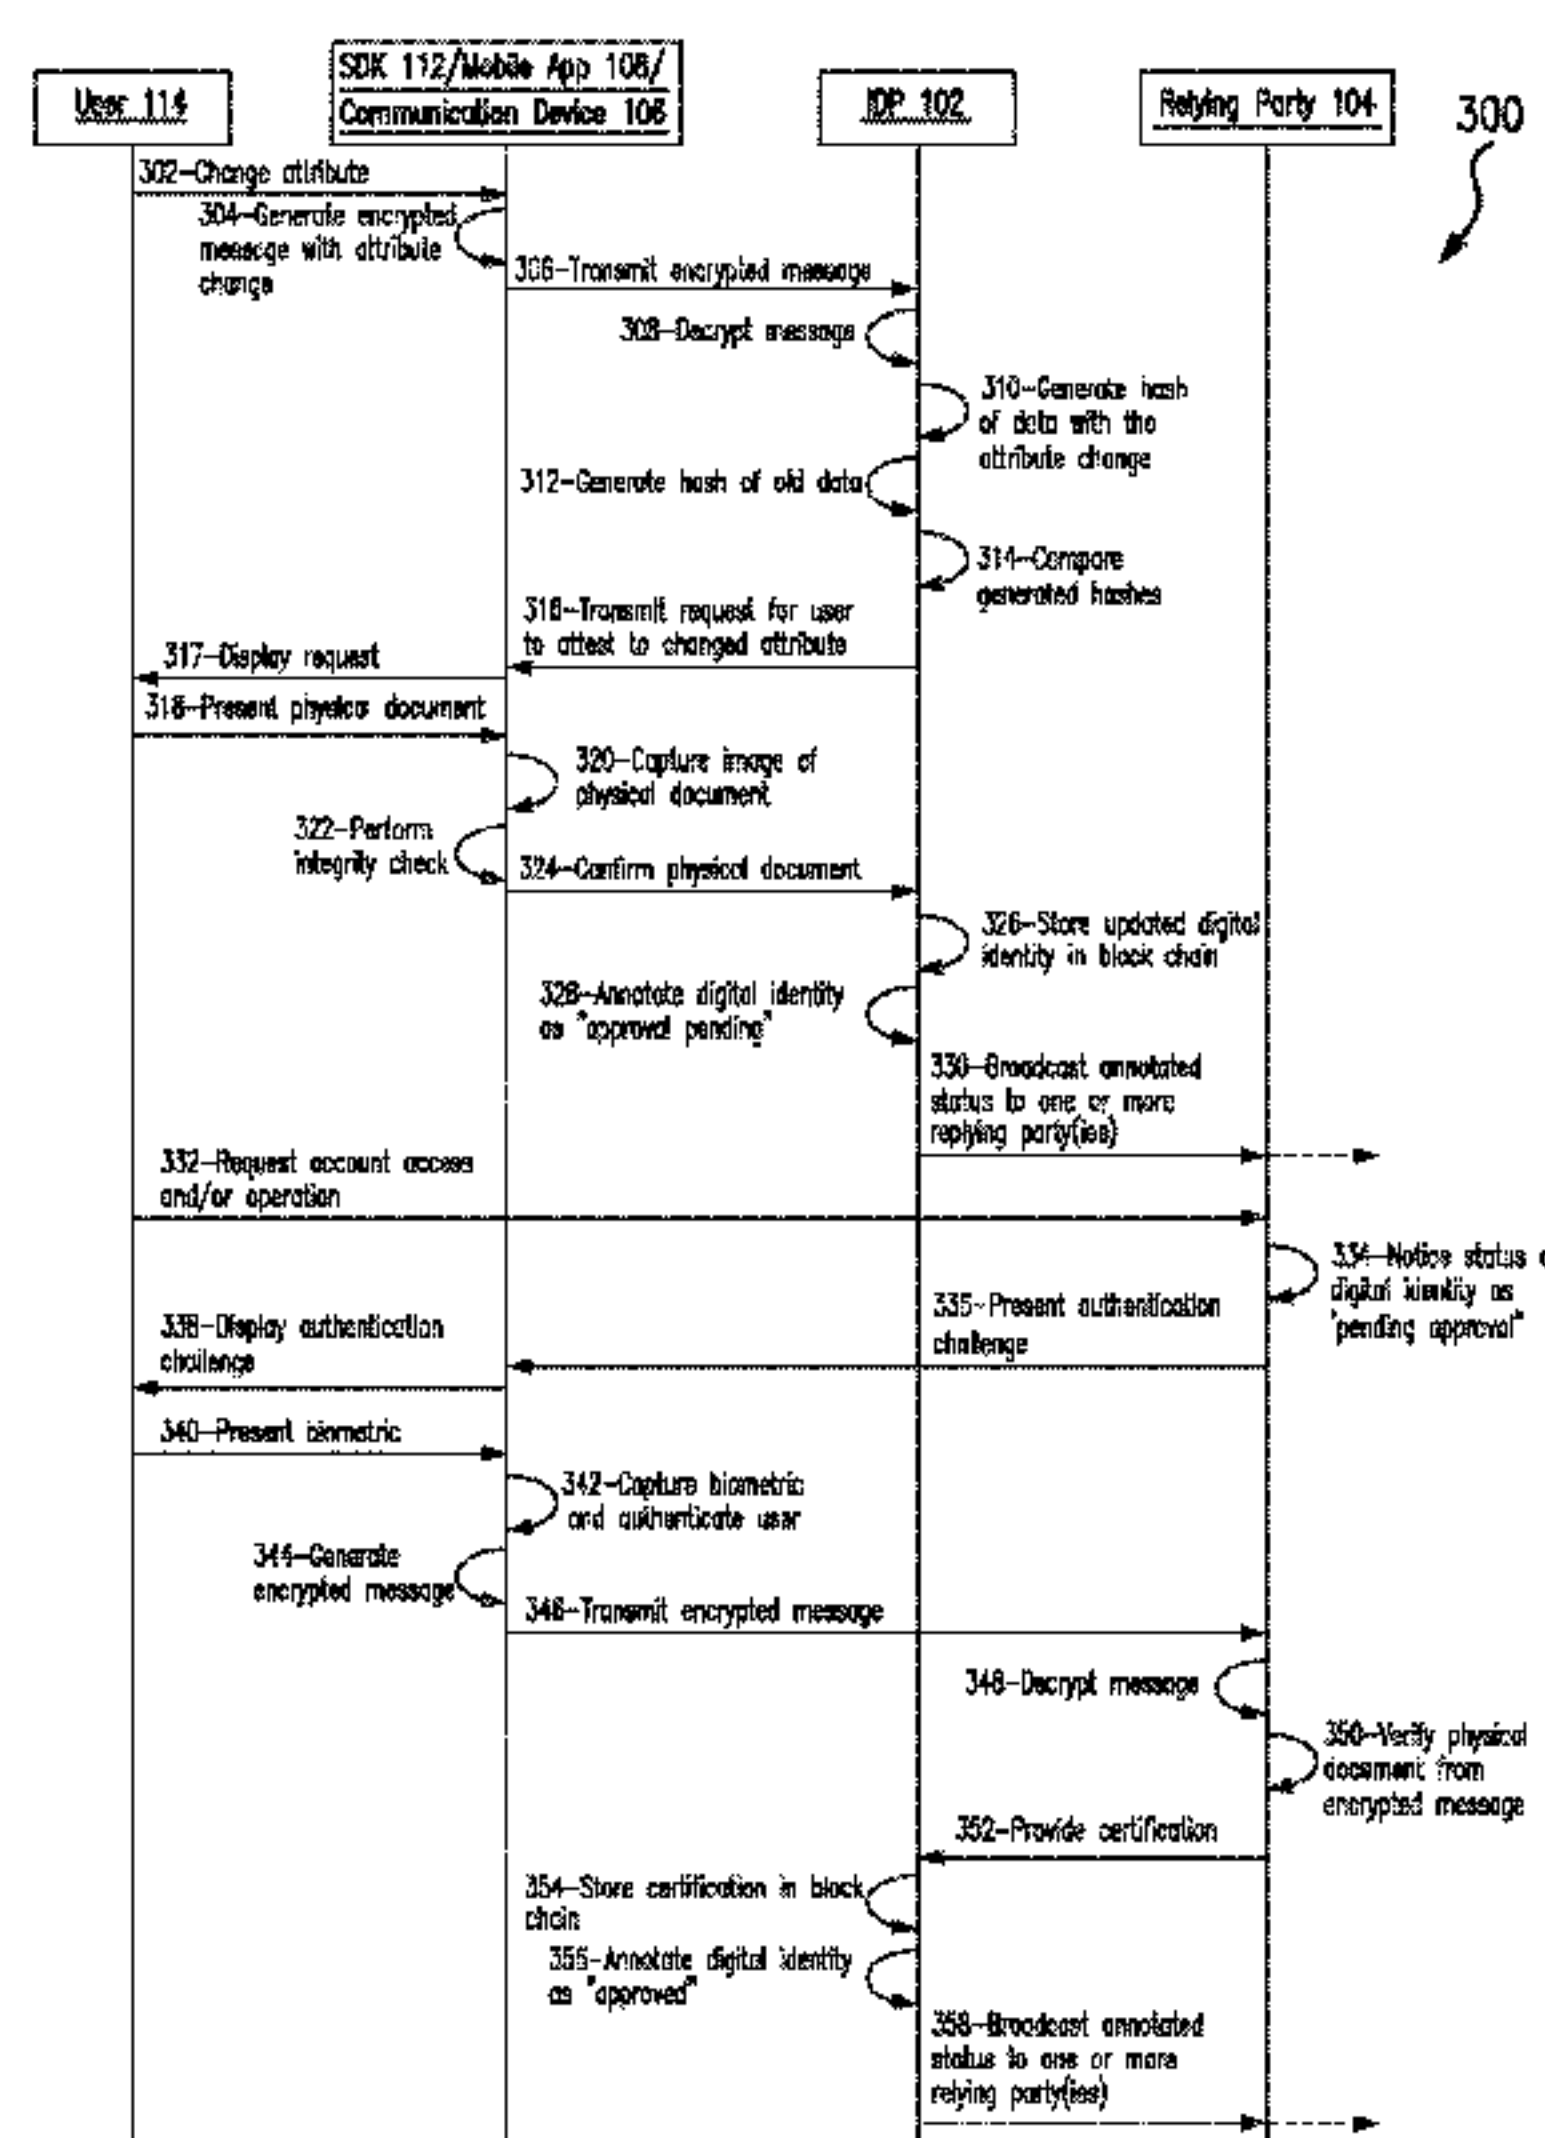 User 114
SDK 112/Mobile App 108/
Communication Device 106
IDP 102
Relying Party 104
300
302-Change attribute
304-Generate encrypted
message with attribute
change
306-Transmit encrypted message
308-Decrypt message
310-Generate hash
of data with the
attribute change
312-Generate hash of old data
314-Compare
generated hashes
316-Transmit request for user
to attest to changed attribute
317-Display request
318-Present physical document
320-Capture image of
physical document
322-Perform
integrity check
324-Confirm physical document
326-Store updated digital
identity in block chain
328-Annotate digital identity
as "approval pending"
330-Broadcast annotated
status to one or more
replying party(ies)
332-Request account access
and/or operation
334-Notice status
digital identity as
"pending approval"
336-Present authentication
challenge
338-Display authentication
challenge
340-Present biometric
342-Capture biometric
and authenticate user
344-Generate
encrypted message
346-Transmit encrypted message
348-Decrypt message
350-Verify physical
document from
encrypted message
352-Provide certification
354-Store certification in block
chain
356-Annotate digital identity
as "approved"
358-Broadcast annotated
status to one or more
relying party(ies)